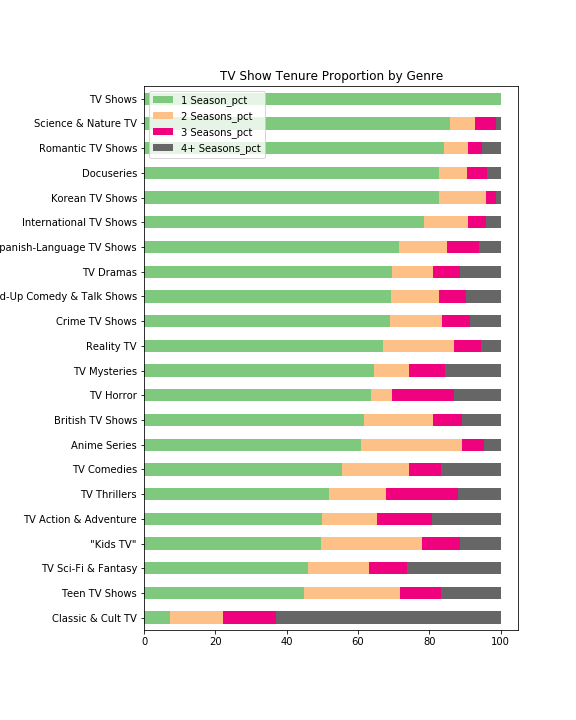 TV Show Tenure Proportion by Genre
1 Season_pct
2 Seasons_pct
3 Seasons_pct
4+ Seasons_pct
TV Shows
Science & Nature TV
Romantic TV Shows
Docuseries
Korean TV Shows
International TV Shows
panish-Language TV Shows
TV Dramas
d-Up Comedy & Talk Shows
Crime TV Shows
Reality TV
TV Mysteries
TV Horror
British TV Shows
Anime Series
TV Comedies
TV Thrillers
TV Action & Adventure
"Kids TV"
TV Sci-Fi & Fantasy
Teen TV Shows
Classic & Cult TV
0 20 40 60 80 100